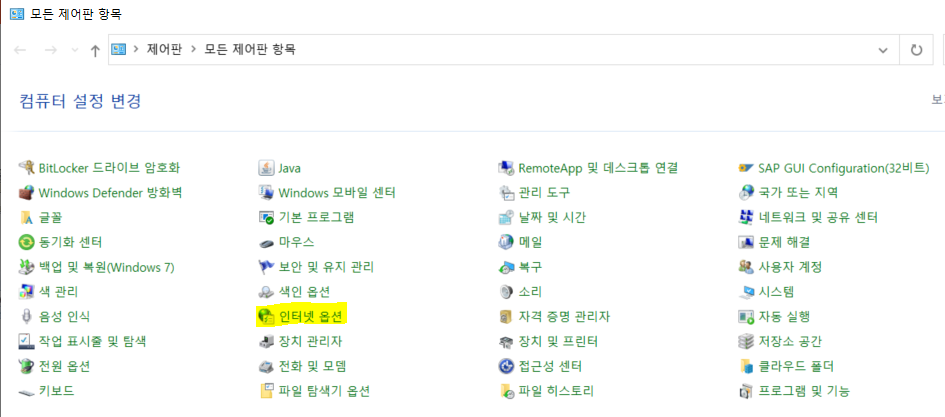 모든 제어판 항목
제어판 > 모든 제어판 항목
컴퓨터 설정 변경
BitLocker 드라이브 암호화 Java RemoteApp 및 데스크톱 연결 SAP GUI Configuration(32비트)
Windows Defender 방화벽 Windows 모바일 센터 관리 도구 국가 또는 지역
글꼴 기본 프로그램 날짜 및 시간 네트워크 및 공유 센터
동기화 센터 마우스 메일 문제 해결
백업 및 복원(Windows 7) 보안 및 유지 관리 복구 사용자 계정
색 관리 색인 옵션 소리 시스템
음성 인식 인터넷 옵션 자격 증명 관리자 자동 실행
작업 표시줄 및 탐색 장치 관리자 장치 및 프린터 저장소 공간
전원 옵션 전화 및 모뎀 접근성 센터 클라우드 폴더
키보드 파일 탐색기 옵션 파일 히스토리 프로그램 및 기능